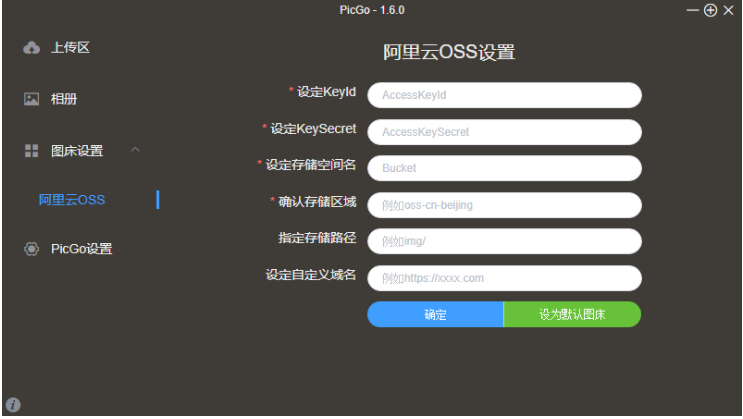 PicGo - 1.6.0
上传区
相册
图床设置
阿里云OSS
PicGo设置
阿里云OSS设置
* 设定KeyId
AccessKeyId
* 设定KeySecret
AccessKeySecret
* 设定存储空间名
Bucket
* 确认存储区域
例如oss-cn-beijing
指定存储路径
例如img/
设定自定义域名
例如https://xxxx.com
确定
设为默认图床